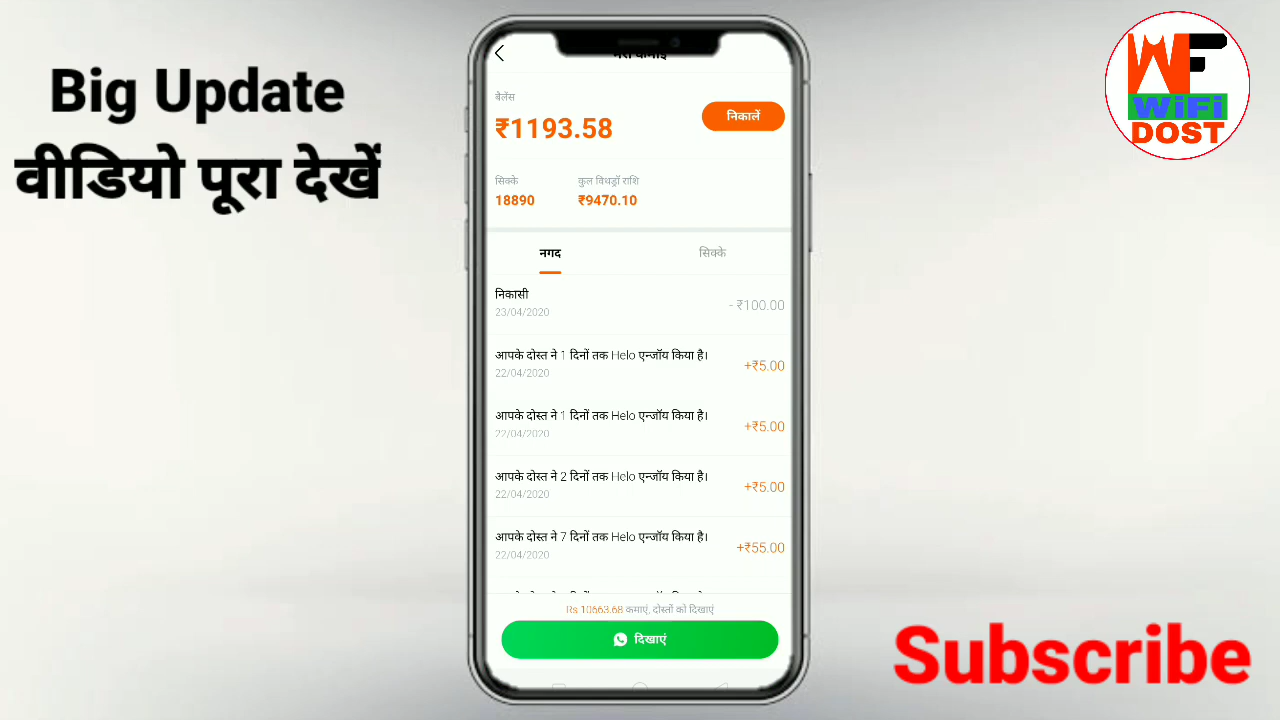 Big Update
वीडियो पूरा देखें
WF
WiFi
DOST
बैलेंस
₹1193.58
निकालें
सिक्के
कुल विथड्रॉ राशि
18890
₹9470.10
नगद
सिक्के
निकासी
- ₹100.00
23/04/2020
आपके दोस्त ने 1 दिनों तक Helo एन्जॉय किया है।
+₹5.00
22/04/2020
आपके दोस्त ने 1 दिनों तक Helo एन्जॉय किया है।
+₹5.00
22/04/2020
आपके दोस्त ने 2 दिनों तक Helo एन्जॉय किया है।
+₹5.00
22/04/2020
आपके दोस्त ने 7 दिनों तक Helo एन्जॉय किया है।
+₹55.00
22/04/2020
Rs 10663.68 कमाएं, दोस्तों को दिखाएं
दिखाएं
Subscribe